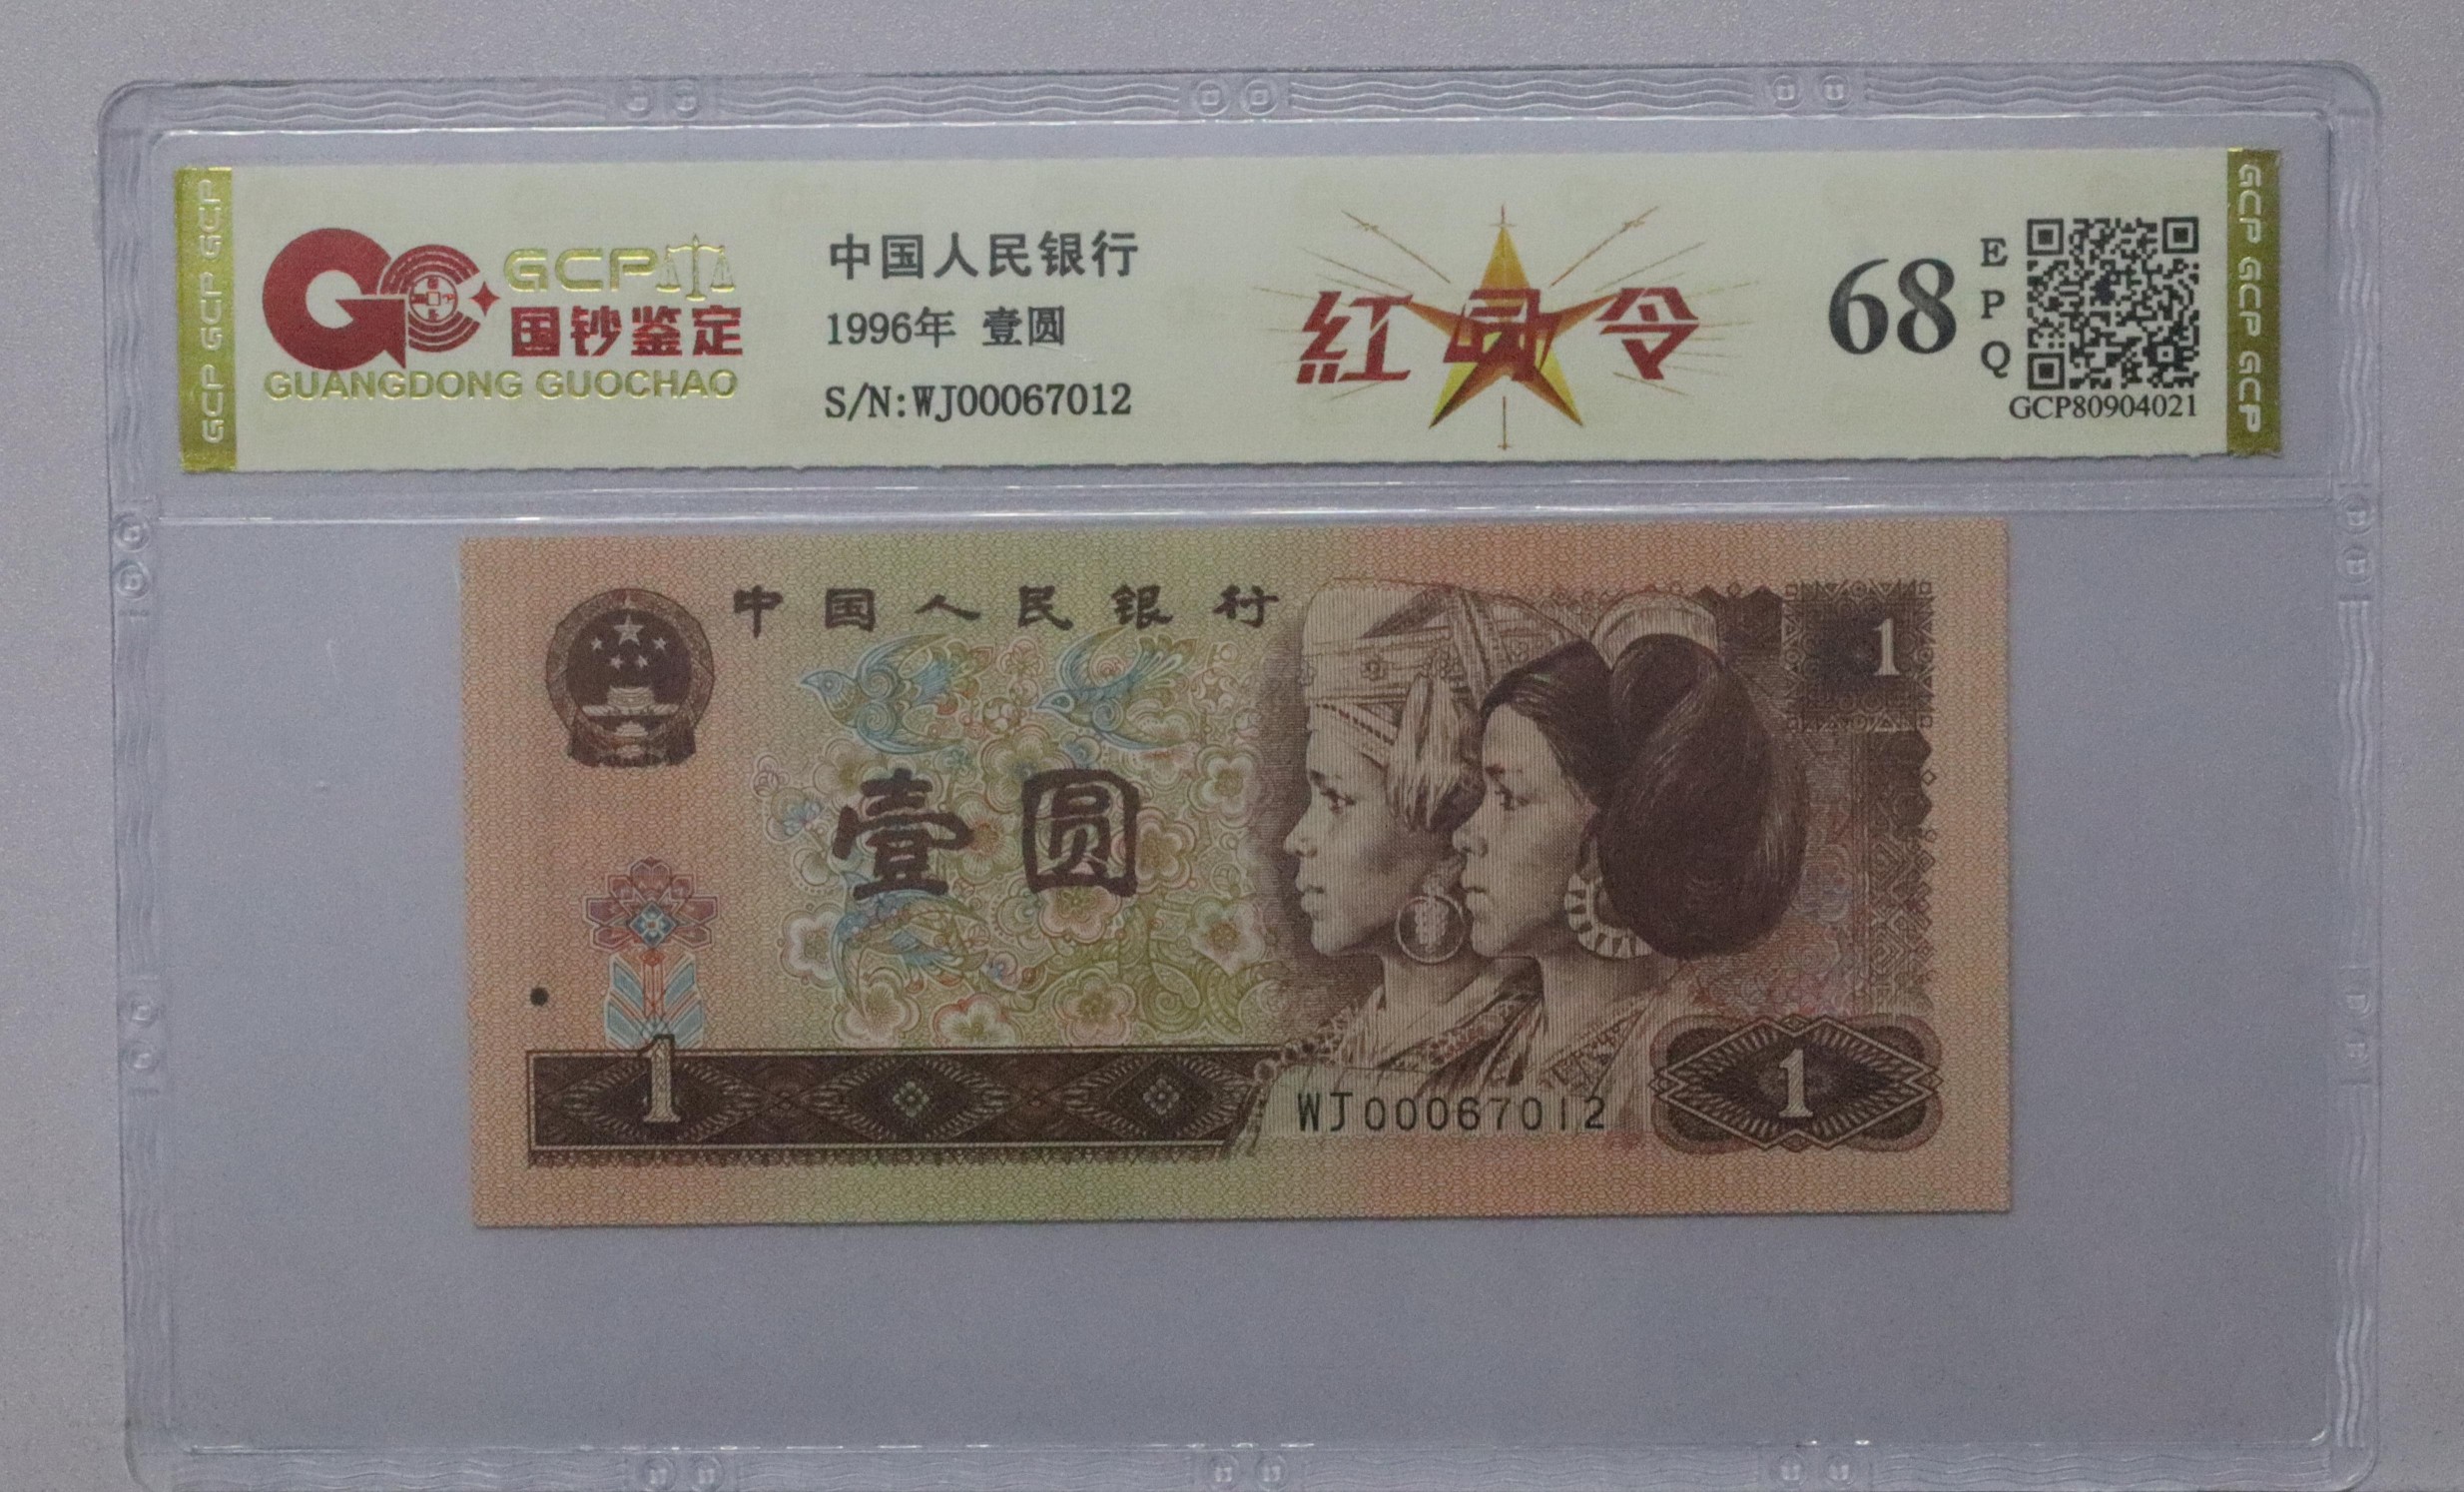 GCP GCP GCP
GCP
国钞鉴定
GUANGDONG GUOCHAO
中国人民银行
1996年 壹圆
S/N:WJ00067012
紅 令
68
EPQ
GCP80904021
GCP GCP GCP
中国人民银行
1
壹圆
1
WJ00067012
1